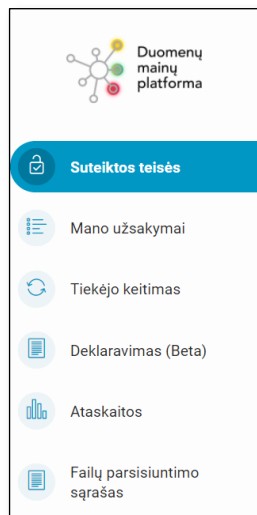 Duomenų
mainų
platforma
Suteiktos teisės
Mano užsakymai
Tiekėjo keitimas
Deklaravimas (Beta)
Ataskaitos
Failų parsisiuntimo
sąrašas